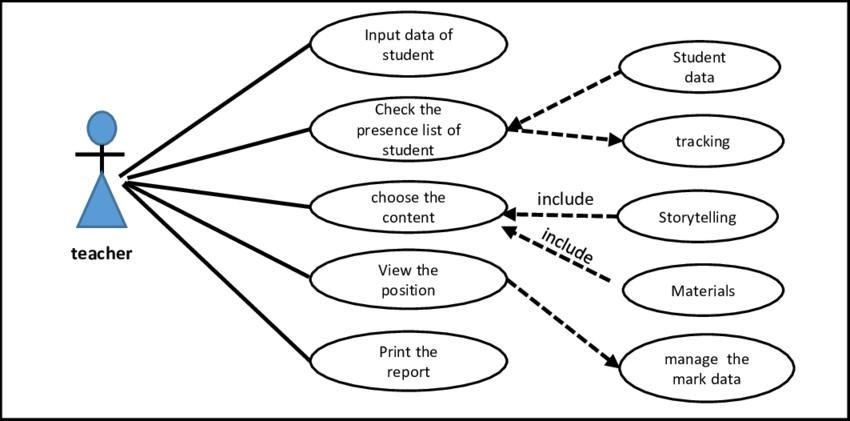 Input data of
student
Student
data
Check the
presence list of
student
tracking
choose the
content
include
Storytelling
include
teacher
View the
position
Materials
Print the
report
manage the
mark data